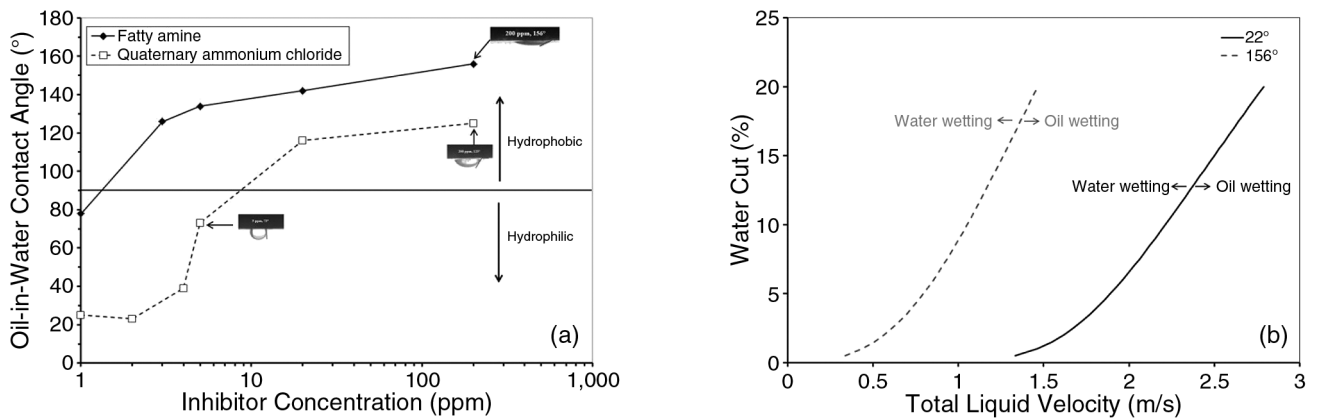 180
160
140
120
100
80
60
40
20
0
Oil-in-Water Contact Angle (°)
Fatty amine
Quaternary ammonium chloride
200 ppm, 156°
Hydrophobic
Hydrophilic
(a)
1
10
100
1,000
Inhibitor Concentration (ppm)
25
20
15
10
5
0
Water Cut (%)
22°
156°
Water wetting
Oil wetting
Water wetting
Oil wetting
(b)
0
0.5
1
1.5
2
2.5
3
Total Liquid Velocity (m/s)